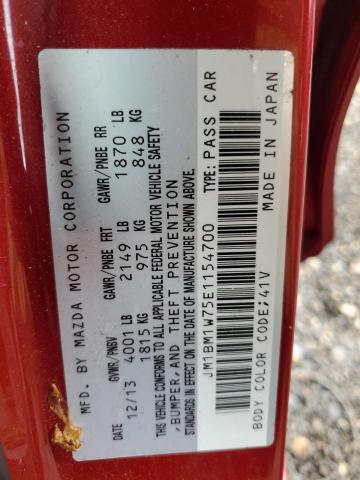 MFD. BY MAZDA MOTOR CORPORATION
DATE GVWR/PNBV GAWR/PNBE FRT GAWR/PNBE RR
12/13 4001 LB 2149 LB 1870 LB
1815 KG 975 KG 848 KG
THIS VEHICLE CONFORMS TO ALL APPLICABLE FEDERAL MOTOR VEHICLE SAFETY
,BUMPER,AND THEFT PREVENTION
STANDARDS IN EFFECT ON THE DATE OF MANUFACTURE SHOWN ABOVE.
JM1BM1W75E1154700 TYPE: PASS CAR
MADE IN JAPAN
BODY COLOR CODE;41V